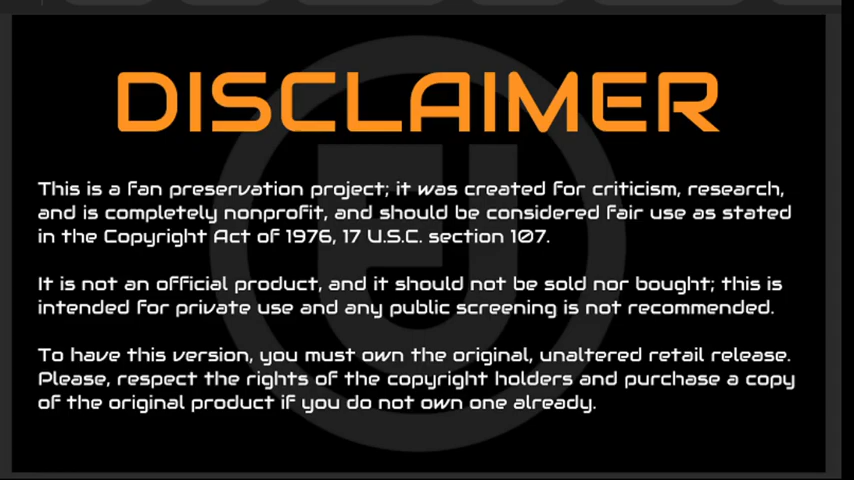 DISCLAIMER
This is a fan preservation project; it was created for criticism, research,
and is completely nonprofit, and should be considered fair use as stated
in the Copyright Act of 1976, 17 U.S.C. section 107.
It is not an official product, and it should not be sold nor bought; this is
intended for private use and any public screening is not recommended.
To have this version, you must own the original, unaltered retail release.
Please, respect the rights of the copyright holders and purchase a copy
of the original product if you do not own one already.